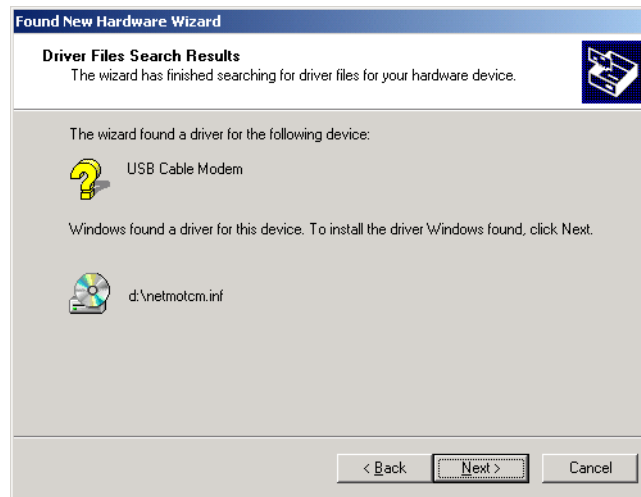 Found New Hardware Wizard
Driver Files Search Results
The wizard has finished searching for driver files for your hardware device.
The wizard found a driver for the following device:
USB Cable Modem
Windows found a driver for this device. To install the driver Windows found, click Next.
d:\netmotcm.inf
< Back
Next >
Cancel